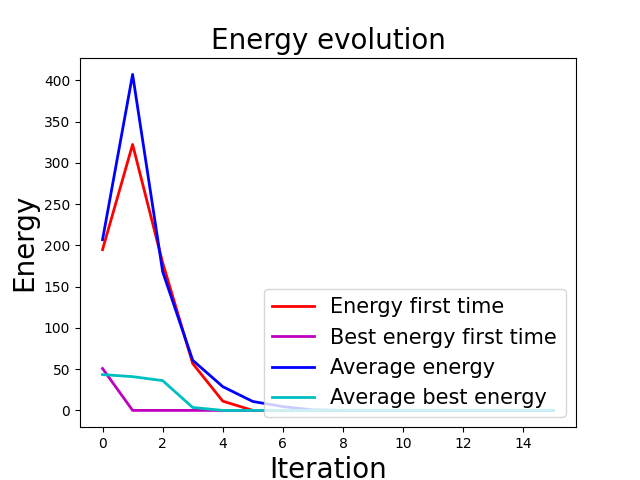 Energy evolution
Energy
400
350
300
250
200
150
100
50
0
Energy first time
Best energy first time
Average energy
Average best energy
0 2 4 6 8 10 12 14
Iteration